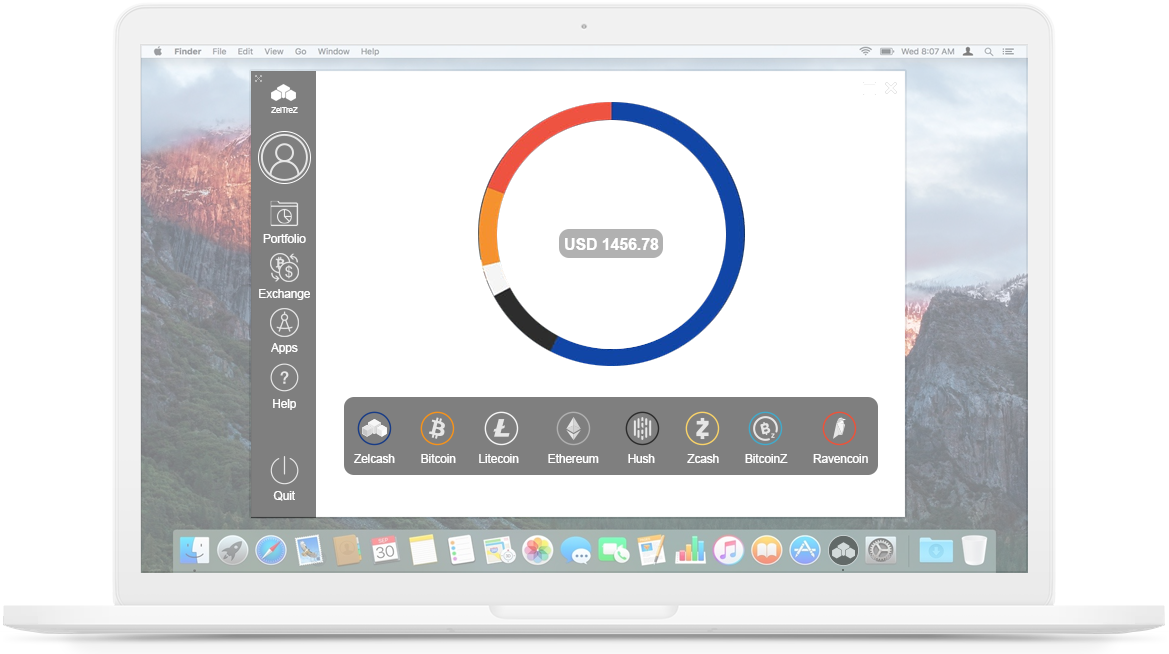 Finder File Edit View Go Window Help Wed 8:07 AM
ZelTreZ
Portfolio
Exchange
Apps
Help
Quit
USD 1456.78
Zelcash Bitcoin Litecoin Ethereum Hush Zcash BitcoinZ Ravencoin
SEP
30